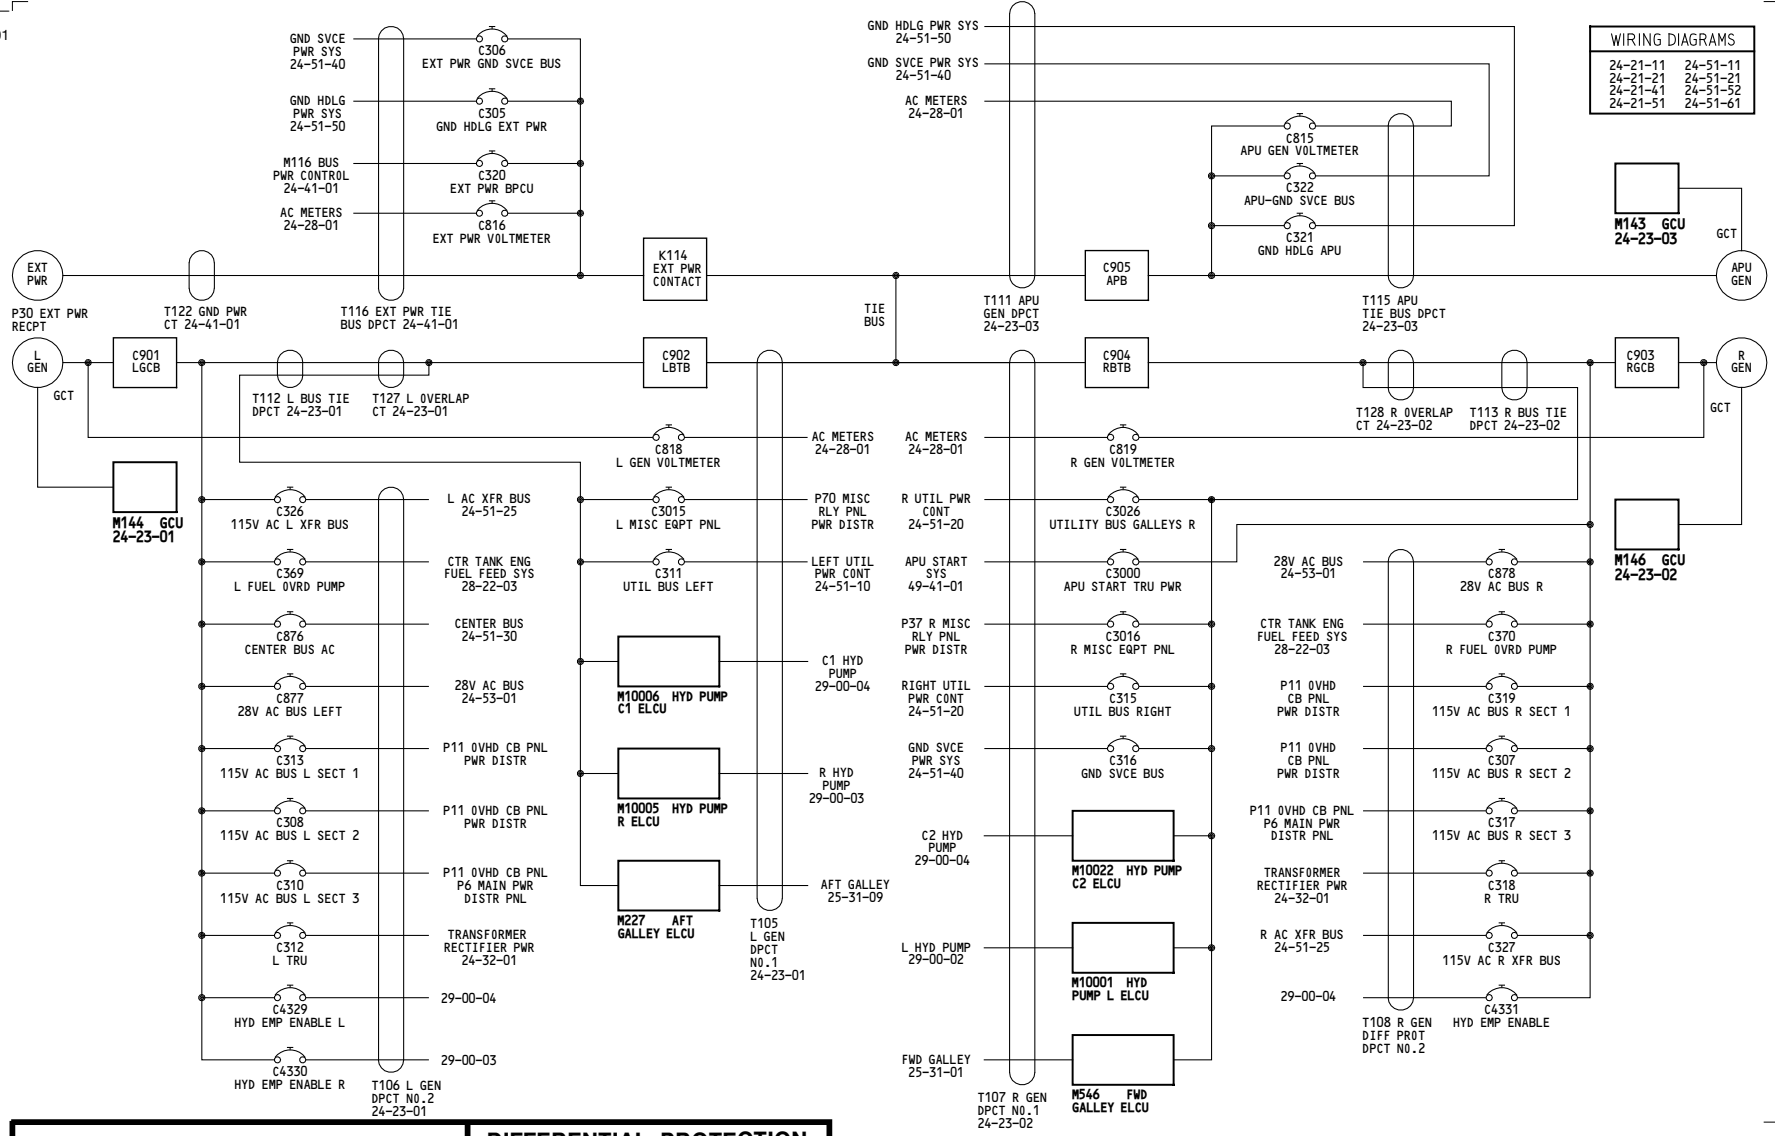 01
GND SVCE
PWR SYS
24-51-40
C306
EXT PWR GND SVCE BUS
GND HDLG
PWR SYS
24-51-50
C305
GND HDLG EXT PWR
M116 BUS
PWR CONTROL
24-41-01
C320
EXT PWR BPCU
AC METERS
24-28-01
C816
EXT PWR VOLTMETER
GND HDLG PWR SYS
24-51-50
GND SVCE PWR SYS
24-51-40
AC METERS
24-28-01
C815
APU GEN VOLTMETER
C322
APU-GND SVCE BUS
C321
GND HDLG APU
WIRING DIAGRAMS
24-21-11 24-51-11
24-21-21 24-51-21
24-21-41 24-51-52
24-21-51 24-51-61
M143 GCU
24-23-03
GCT
EXT
PWR
P30 EXT PWR
RECPT
T122 GND PWR
CT 24-41-01
T116 EXT PWR TIE
BUS DPCT 24-41-01
K114
EXT PWR
CONTACT
TIE
BUS
T111 APU
GEN DPCT
24-23-03
C905
APB
T115 APU
TIE BUS DPCT
24-23-03
APU
GEN
L
GEN
GCT
C901
LGCB
T112 L BUS TIE
DPCT 24-23-01
T127 L OVERLAP
CT 24-23-01
C902
LBTB
C904
RBTB
T128 R OVERLAP
CT 24-23-02
T113 R BUS TIE
DPCT 24-23-02
C903
RGCB
R
GEN
GCT
M144 GCU
24-23-01
C818
L GEN VOLTMETER
AC METERS
24-28-01
AC METERS
24-28-01
C819
R GEN VOLTMETER
M146 GCU
24-23-02
C326
115V AC L XFR BUS
L AC XFR BUS
24-51-25
C369
L FUEL OVRD PUMP
CTR TANK ENG
FUEL FEED SYS
28-22-03
C876
CENTER BUS AC
CENTER BUS
24-51-30
C877
28V AC BUS LEFT
28V AC BUS
24-53-01
C313
115V AC BUS L SECT 1
P11 OVHD CB PNL
PWR DISTR
C308
115V AC BUS L SECT 2
P11 OVHD CB PNL
PWR DISTR
C310
115V AC BUS L SECT 3
P11 OVHD CB PNL
P6 MAIN PWR
DISTR PNL
C312
L TRU
TRANSFORMER
RECTIFIER PWR
24-32-01
C4329
HYD EMP ENABLE L
29-00-04
C4330
HYD EMP ENABLE R
29-00-03
T106 L GEN
DPCT NO.2
24-23-01
C3015
L MISC EQPT PNL
P70 MISC
RLY PNL
PWR DISTR
C311
UTIL BUS LEFT
LEFT UTIL
PWR CONT
24-51-10
M10006 HYD PUMP
C1 ELCU
C1 HYD
PUMP
29-00-04
M10005 HYD PUMP
R ELCU
R HYD
PUMP
29-00-03
M227 AFT
GALLEY ELCU
AFT GALLEY
25-31-09
T105
L GEN
DPCT
NO.1
24-23-01
R UTIL PWR
CONT
24-51-20
C3026
UTILITY BUS GALLEYS R
APU START
SYS
49-41-01
C3000
APU START TRU PWR
P37 R MISC
RLY PNL
PWR DISTR
C3016
R MISC EQPT PNL
RIGHT UTIL
PWR CONT
24-51-20
C315
UTIL BUS RIGHT
GND SVCE
PWR SYS
24-51-40
C316
GND SVCE BUS
C2 HYD
PUMP
29-00-04
M10022 HYD PUMP
C2 ELCU
L HYD PUMP
29-00-02
M10001 HYD
PUMP L ELCU
FWD GALLEY
25-31-01
M546 FWD
GALLEY ELCU
T107 R GEN
DPCT NO.1
24-23-02
28V AC BUS
24-53-01
C878
28V AC BUS R
CTR TANK ENG
FUEL FEED SYS
28-22-03
C370
R FUEL OVRD PUMP
P11 OVHD
CB PNL
PWR DISTR
C319
115V AC BUS R SECT 1
P11 OVHD
CB PNL
PWR DISTR
C307
115V AC BUS R SECT 2
P11 OVHD CB PNL
P6 MAIN PWR
DISTR PNL
C317
115V AC BUS R SECT 3
TRANSFORMER
RECTIFIER PWR
24-32-01
C318
R TRU
R AC XFR BUS
24-51-25
C327
115V AC R XFR BUS
29-00-04
C4331
HYD EMP ENABLE
T108 R GEN
DIFF PROT
DPCT NO.2
DIFFERENTIAL PROTECTION